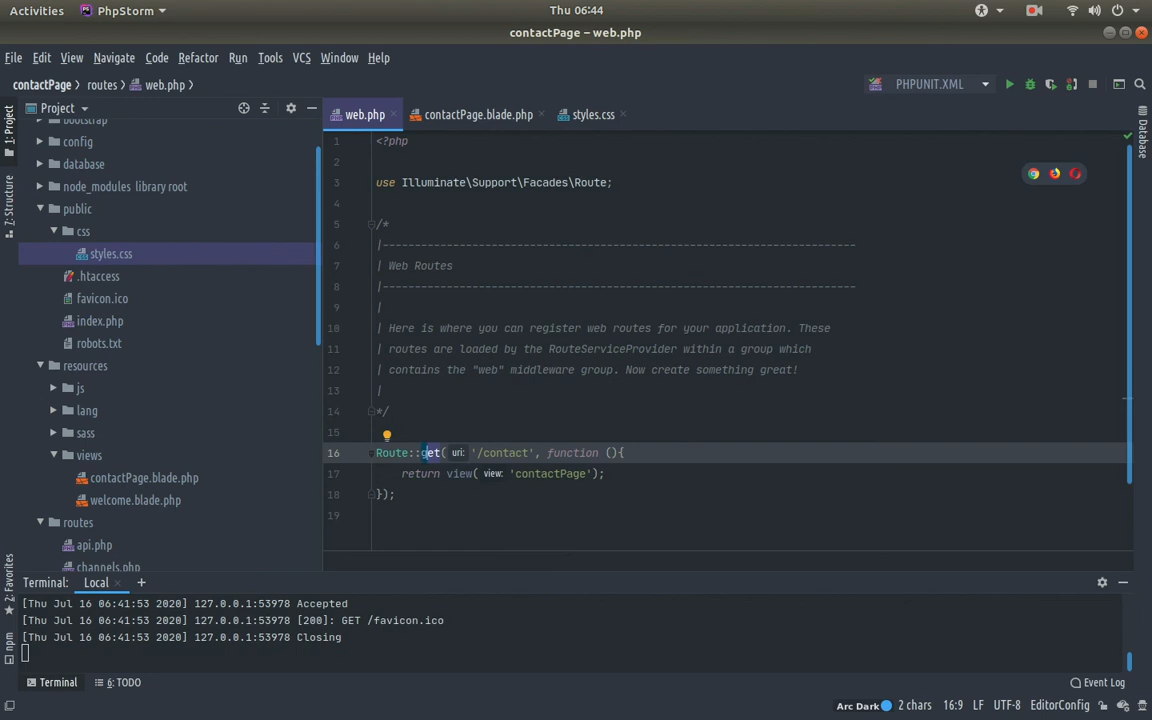 Activities PhpStorm Thu 06:44
contactPage – web.php
File Edit View Navigate Code Refactor Run Tools VCS Window Help
contactPage routes web.php PHPUNIT.XML
1: Project
7: Structure
2: Favorites
npm
Project
bootstrap
config
database
node_modules library root
public
css
styles.css
.htaccess
favicon.ico
index.php
robots.txt
resources
js
lang
sass
views
contactPage.blade.php
welcome.blade.php
routes
api.php
channels.php
web.php contactPage.blade.php styles.css
1 <?php
2
3 use Illuminate\Support\Facades\Route;
4
5 /*
6 |--------------------------------------------------------------------------
7 | Web Routes
8 |--------------------------------------------------------------------------
9 |
10 | Here is where you can register web routes for your application. These
11 | routes are loaded by the RouteServiceProvider within a group which
12 | contains the "web" middleware group. Now create something great!
13 |
14 */
15
16 Route::get( uri: '/contact', function (){
17 return view( view: 'contactPage');
18 });
19
Database
Terminal: Local +
[Thu Jul 16 06:41:53 2020] 127.0.0.1:53978 Accepted
[Thu Jul 16 06:41:53 2020] 127.0.0.1:53978 [200]: GET /favicon.ico
[Thu Jul 16 06:41:53 2020] 127.0.0.1:53978 Closing
Terminal 6: TODO Event Log
Arc Dark 2 chars 16:9 LF UTF-8 EditorConfig